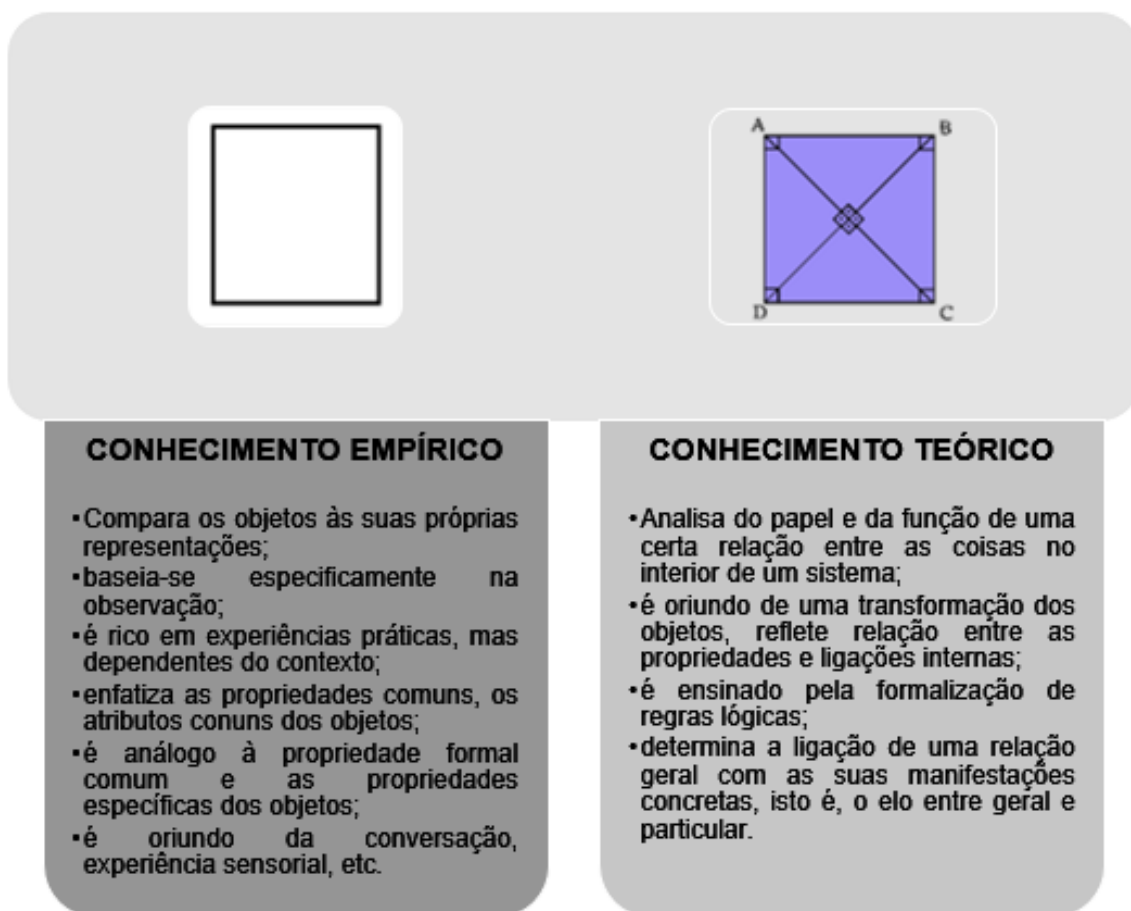 A
B
D
C
CONHECIMENTO EMPÍRICO
▪Compara os objetos às suas próprias
representações;
▪baseia-se especificamente na
observação;
▪é rico em experiências práticas, mas
dependentes do contexto;
▪enfatiza as propriedades comuns, os
atributos conuns dos objetos;
▪é análogo à propriedade formal
comum e as propriedades
específicas dos objetos;
▪é oriundo da conversação,
experiência sensorial, etc.
CONHECIMENTO TEÓRICO
▪Analisa do papel e da função de uma
certa relação entre as coisas no
interior de um sistema;
▪é oriundo de uma transformação dos
objetos, reflete relação entre as
propriedades e ligações internas;
▪é ensinado pela formalização de
regras lógicas;
▪determina a ligação de uma relação
geral com as suas manifestações
concretas, isto é, o elo entre geral e
particular.